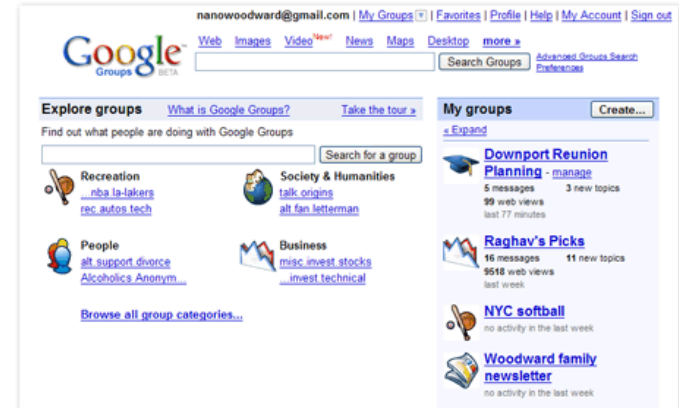 nanowoodward@gmail.com | My Groups | Favorites | Profile | Help | My Account | Sign out
Google
Groups BETA
Web Images Video New! News Maps Desktop more »
Search Groups
Advanced Groups Search
Preferences
Explore groups What is Google Groups? Take the tour »
Find out what people are doing with Google Groups
Search for a group
Recreation
...nba.la-lakers
rec.autos.tech
Society & Humanities
talk.origins
alt.fan.letterman
People
alt.support.divorce
Alcoholics Anonym...
Business
misc.invest.stocks
...invest.technical
Browse all group categories...
My groups Create...
« Expand
Downport Reunion
Planning - manage
5 messages 3 new topics
99 web views
last 77 minutes
Raghav's Picks
16 messages 11 new topics
9518 web views
last week
NYC softball
no activity in the last week
Woodward family
newsletter
no activity in the last week